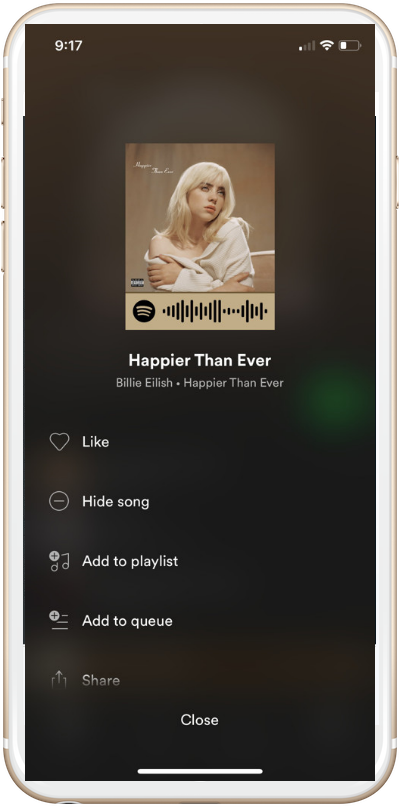 9:17
Happier
Than Ever
Happier Than Ever
Billie Eilish • Happier Than Ever
Like
Hide song
Add to playlist
Add to queue
Share
Close